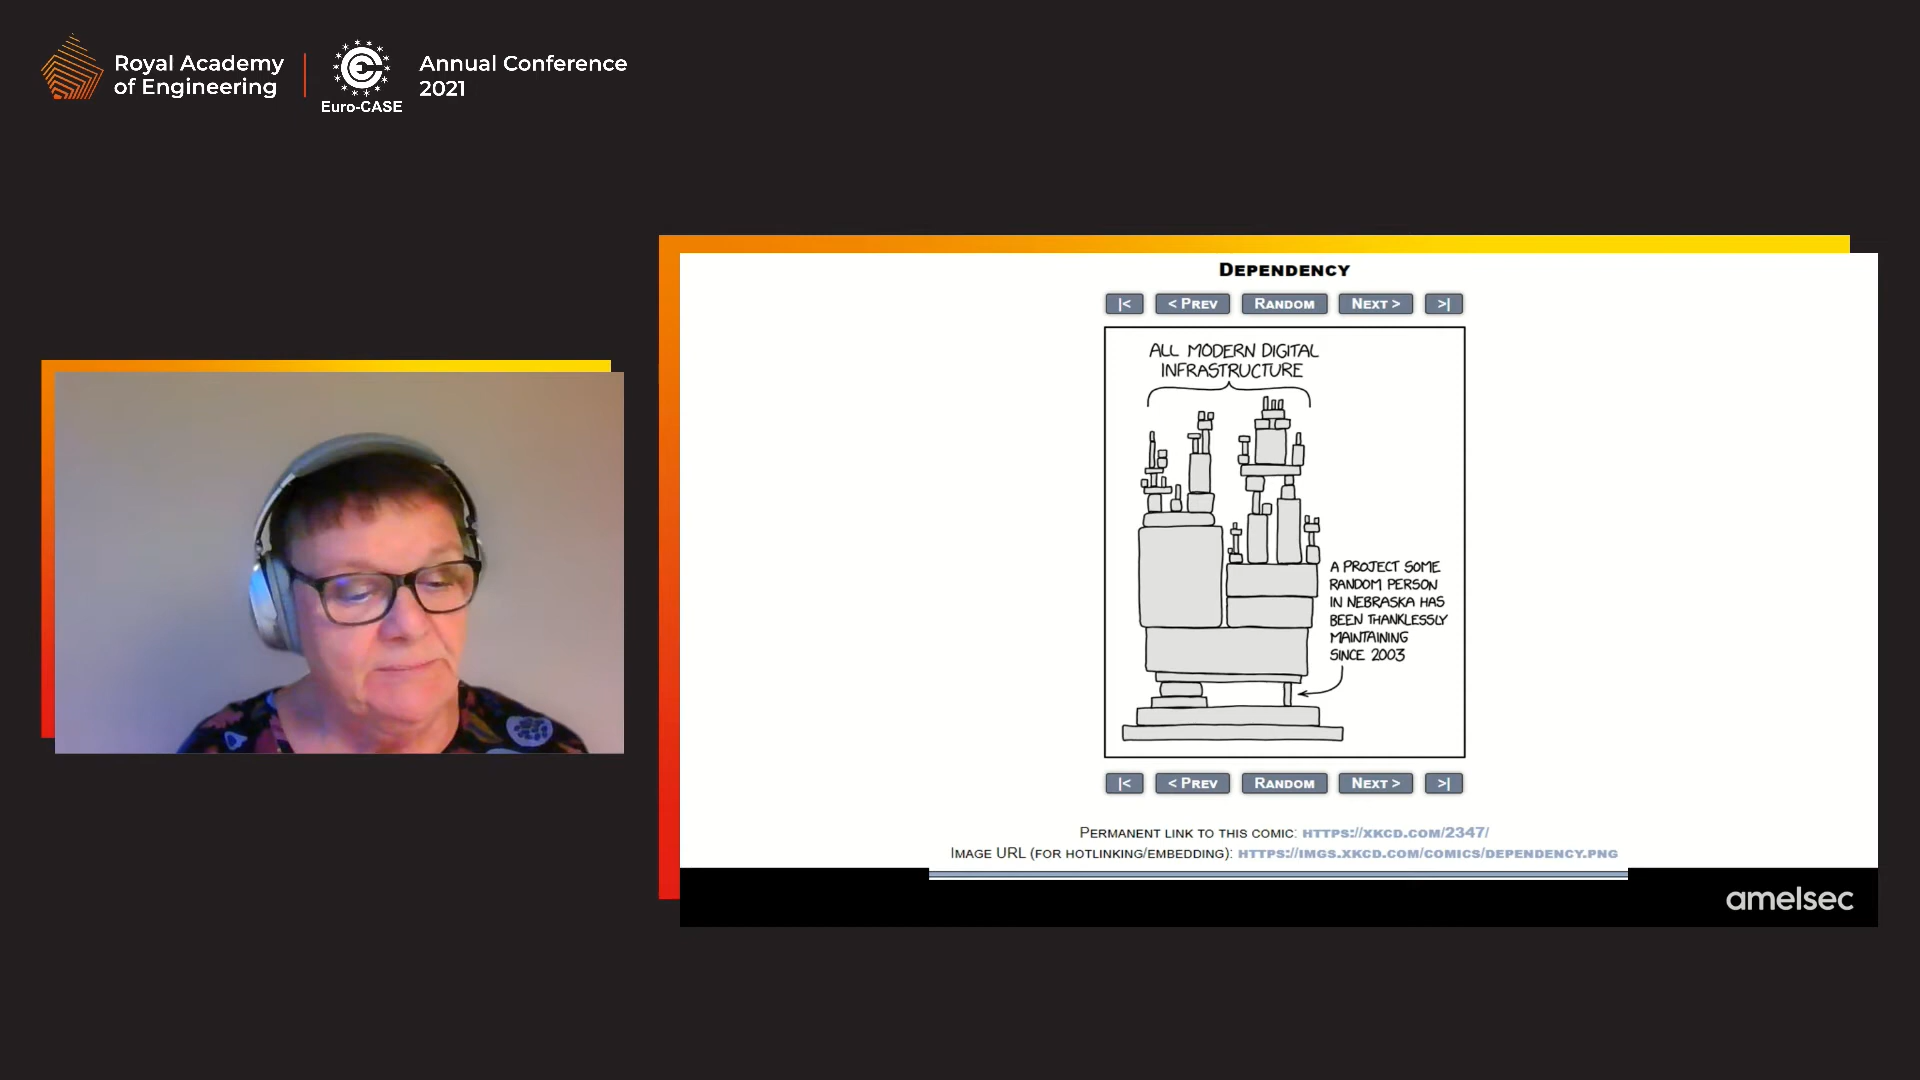 Royal Academy
of Engineering
Euro-CASE
Annual Conference
2021
DEPENDENCY
|< < PREV RANDOM NEXT > >|
ALL MODERN DIGITAL
INFRASTRUCTURE
A PROJECT SOME
RANDOM PERSON
IN NEBRASKA HAS
BEEN THANKLESSLY
MAINTAINING
SINCE 2003
|< < PREV RANDOM NEXT > >|
PERMANENT LINK TO THIS COMIC: HTTPS://XKCD.COM/2347/
IMAGE URL (FOR HOTLINKING/EMBEDDING): HTTPS://IMGS.XKCD.COM/COMICS/DEPENDENCY.PNG
amelsec